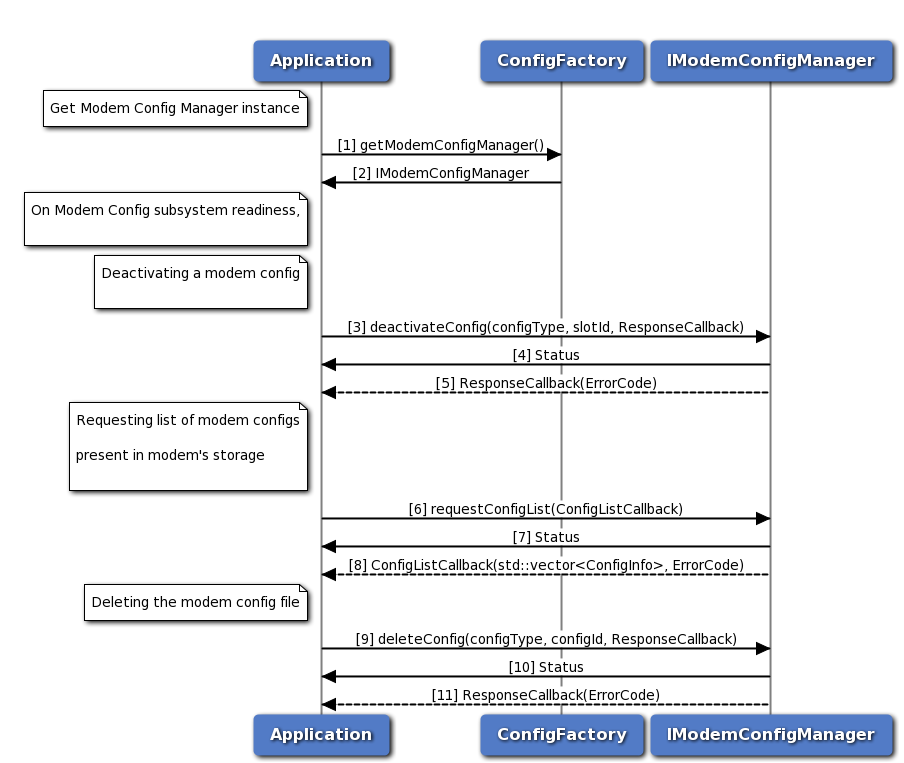 Application
ConfigFactory
IModemConfigManager
Get Modem Config Manager instance
[1] getModemConfigManager()
[2] IModemConfigManager
On Modem Config subsystem readiness,
Deactivating a modem config
[3] deactivateConfig(configType, slotId, ResponseCallback)
[4] Status
[5] ResponseCallback(ErrorCode)
Requesting list of modem configs
present in modem's storage
[6] requestConfigList(ConfigListCallback)
[7] Status
[8] ConfigListCallback(std::vector<ConfigInfo>, ErrorCode)
Deleting the modem config file
[9] deleteConfig(configType, configId, ResponseCallback)
[10] Status
[11] ResponseCallback(ErrorCode)
Application
ConfigFactory
IModemConfigManager